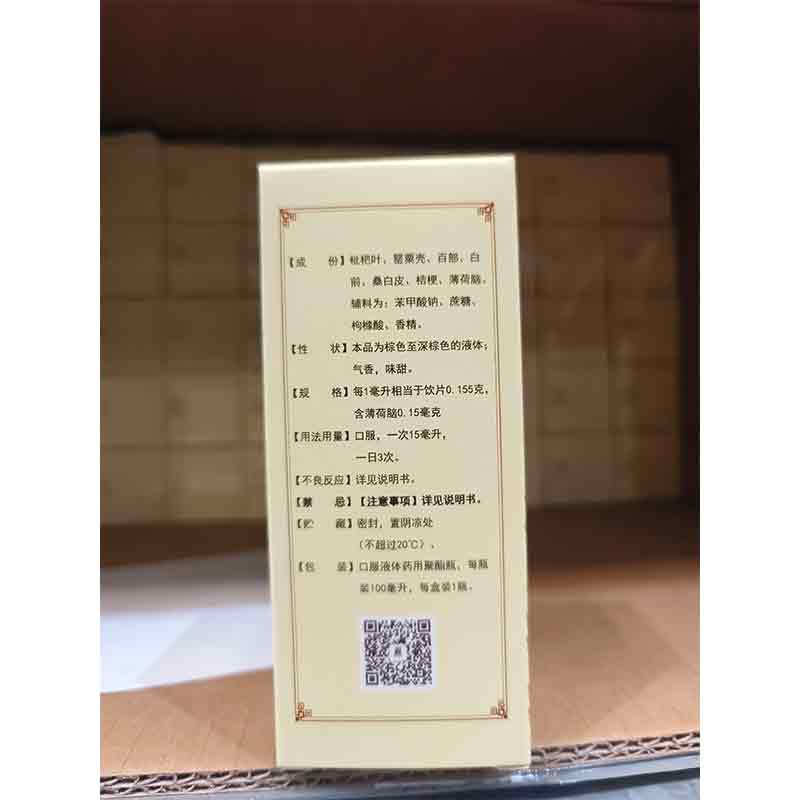 【成 份】枇杷叶、罂粟壳、百部、白
前、桑白皮、桔梗、薄荷脑。
辅料为：苯甲酸钠、蔗糖、
枸橼酸、香精。
【性 状】本品为棕色至深棕色的液体；
气香，味甜。
【规 格】每1毫升相当于饮片0.155克，
含薄荷脑0.15毫克
【用法用量】口服，一次15毫升，
一日3次。
【不良反应】详见说明书。
【禁 忌】【注意事项】详见说明书。
【贮 藏】密封，置阴凉处
（不超过20℃）。
【包 装】口服液体药用聚酯瓶，每瓶
装100毫升，每盒装1瓶。